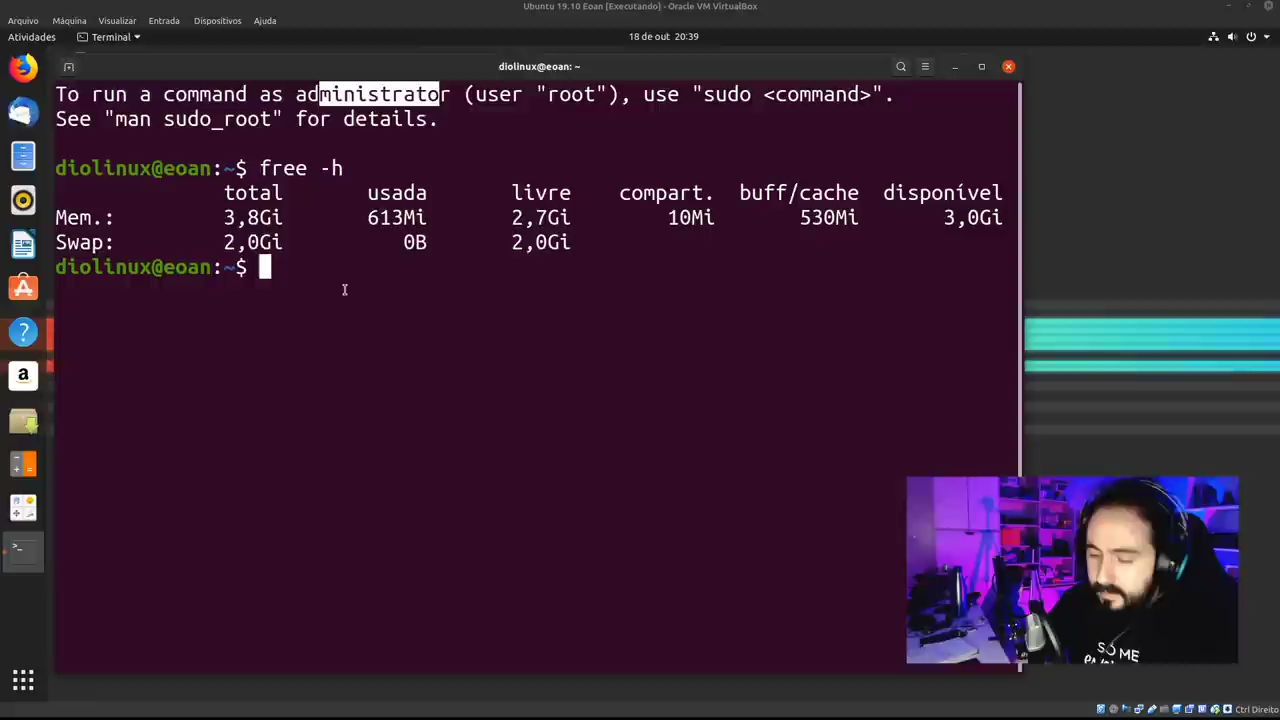 Ubuntu 19.10 Eoan [Executando] - Oracle VM VirtualBox
Arquivo Máquina Visualizar Entrada Dispositivos Ajuda
Atividades Terminal 18 de out 20:39
diolinux@eoan: ~
To run a command as administrator (user "root"), use "sudo <command>".
See "man sudo_root" for details.
diolinux@eoan:~$ free -h
total usada livre compart. buff/cache disponível
Mem.: 3,8Gi 613Mi 2,7Gi 10Mi 530Mi 3,0Gi
Swap: 2,0Gi 0B 2,0Gi
diolinux@eoan:~$
SOME
Ctrl Direito